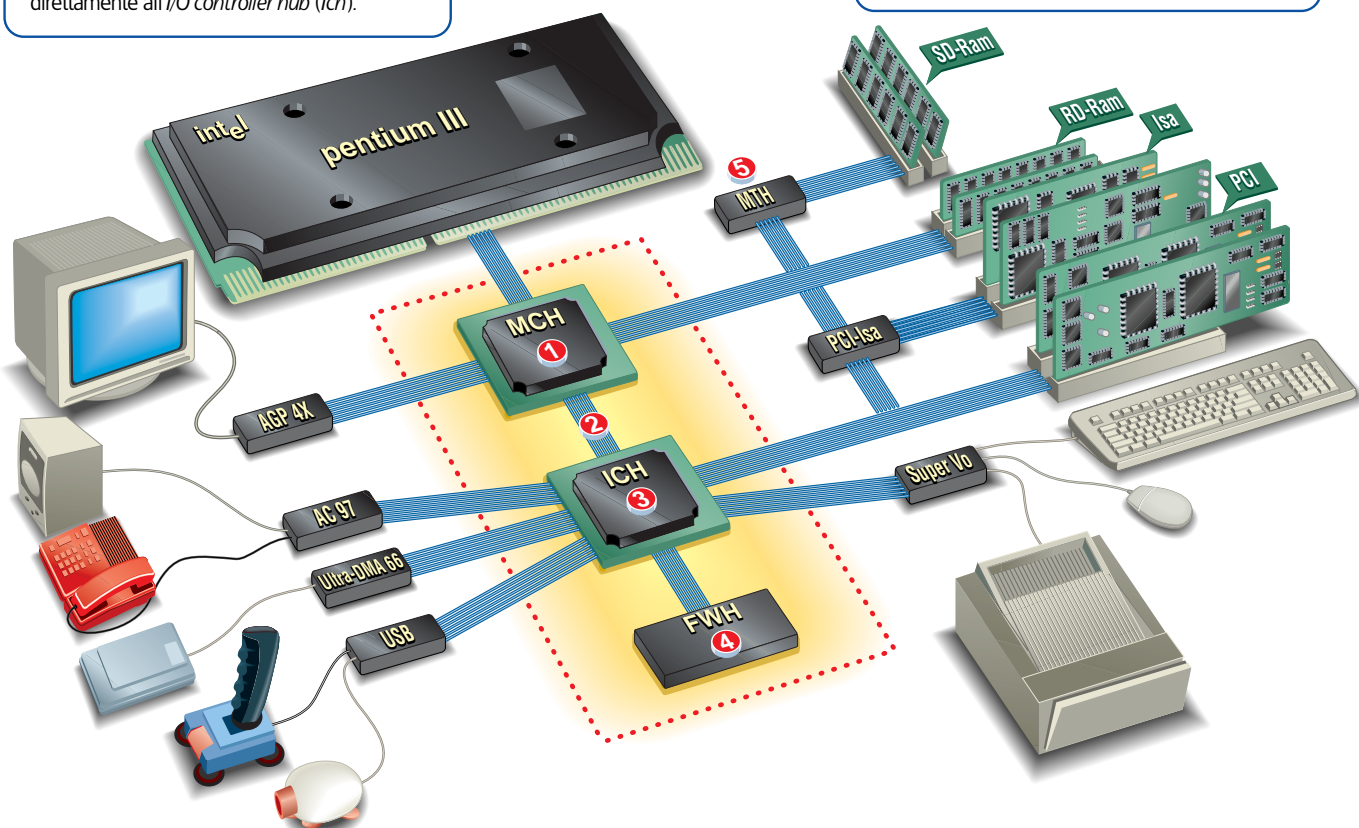 direttamente all'I/O controller hub (Ich).
SD-Ram
RD-Ram
Isa
PCI
intel
pentium III
5
MTH
MCH
1
PCI-Isa
AGP 4X
2
ICH
3
Super I/o
AC 97
Ultra-DMA 66
FWH
4
USB